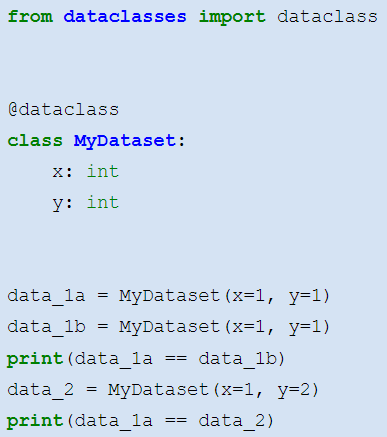 from dataclasses import dataclass
@dataclass
class MyDataset:
    x: int
    y: int
data_1a = MyDataset(x=1, y=1)
data_1b = MyDataset(x=1, y=1)
print(data_1a == data_1b)
data_2 = MyDataset(x=1, y=2)
print(data_1a == data_2)